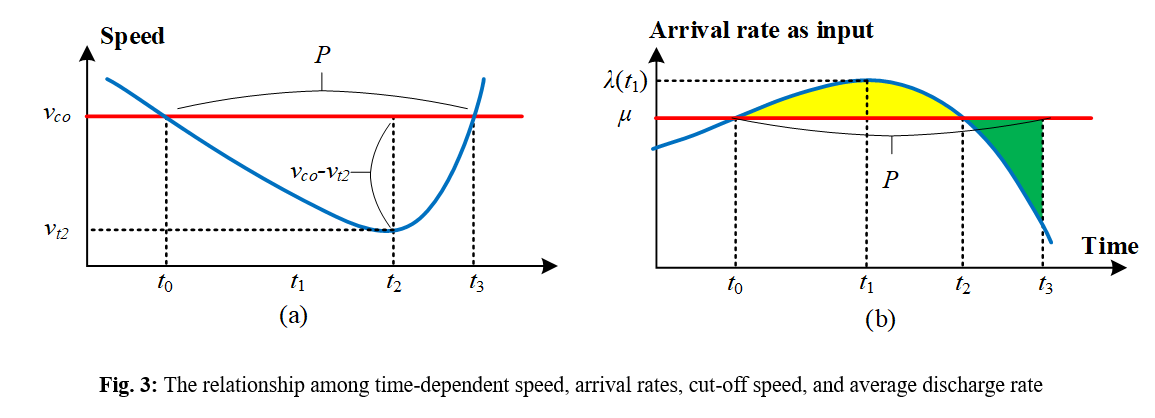 Speed
P
v_co
v_co-v_t2
v_t2
t_0 t_1 t_2 t_3
(a)
Arrival rate as input
λ(t_1)
μ
P
Time
t_0 t_1 t_2 t_3
(b)
Fig. 3: The relationship among time-dependent speed, arrival rates, cut-off speed, and average discharge rate